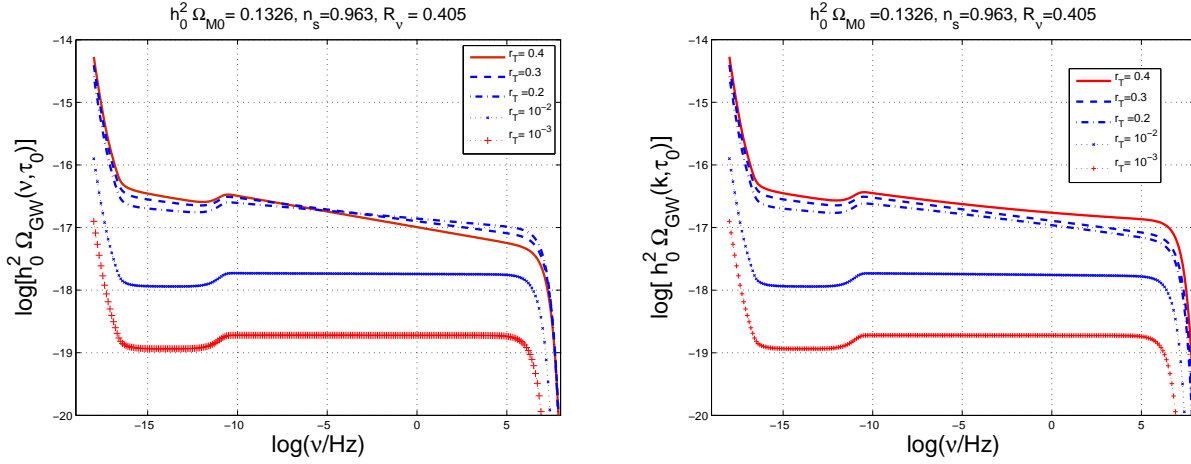 h₀² Ω_M0 = 0.1326, n_s=0.963, R_ν = 0.405
log[h₀² Ω_GW(ν,τ₀)]
−14
−15
−16
−17
−18
−19
−20
r_T= 0.4
r_T=0.3
r_T =0.2
r_T= 10⁻²
r_T= 10⁻³
−15
−10
−5
0
5
log(ν/Hz)
h₀² Ω_M0 =0.1326, n_s=0.963, R_ν=0.405
log[ h₀² Ω_GW(k,τ₀)]
−14
−15
−16
−17
−18
−19
−20
r_T= 0.4
r_T=0.3
r_T= 0.2
r_T= 10⁻²
r_T= 10⁻³
−15
−10
−5
0
5
log(ν/Hz)